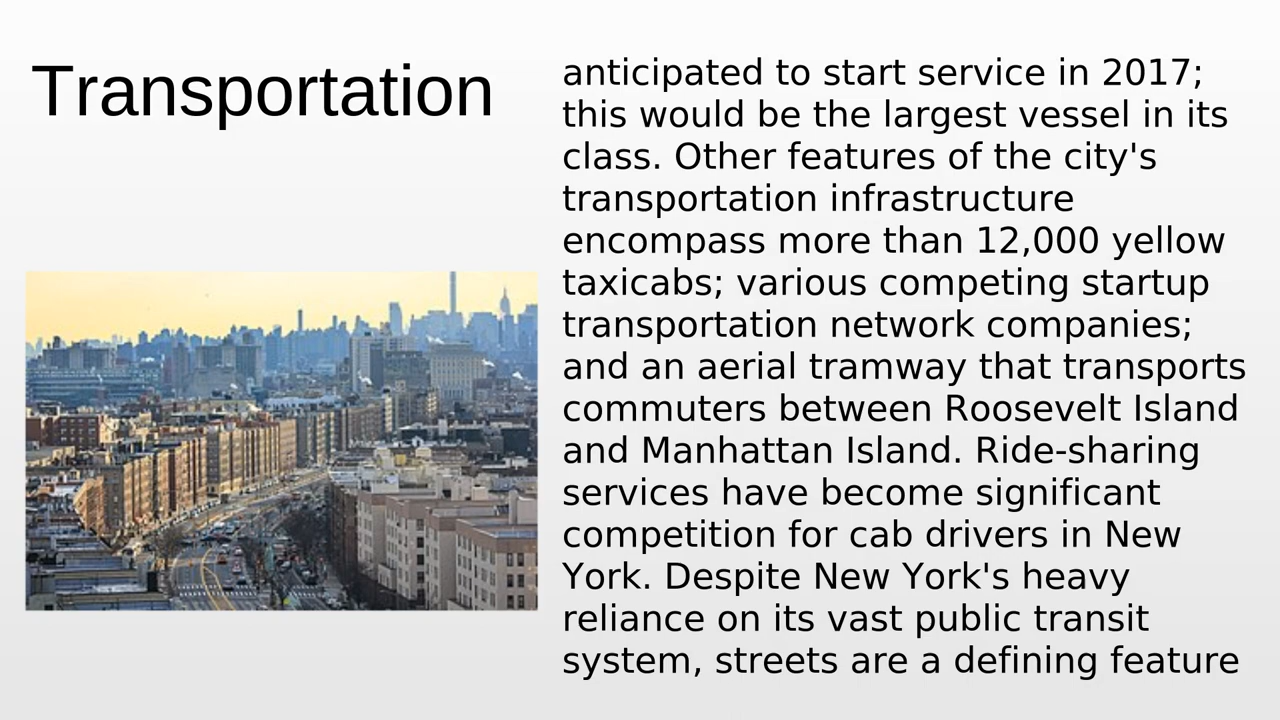 Transportation
anticipated to start service in 2017;
this would be the largest vessel in its
class. Other features of the city's
transportation infrastructure
encompass more than 12,000 yellow
taxicabs; various competing startup
transportation network companies;
and an aerial tramway that transports
commuters between Roosevelt Island
and Manhattan Island. Ride-sharing
services have become significant
competition for cab drivers in New
York. Despite New York's heavy
reliance on its vast public transit
system, streets are a defining feature